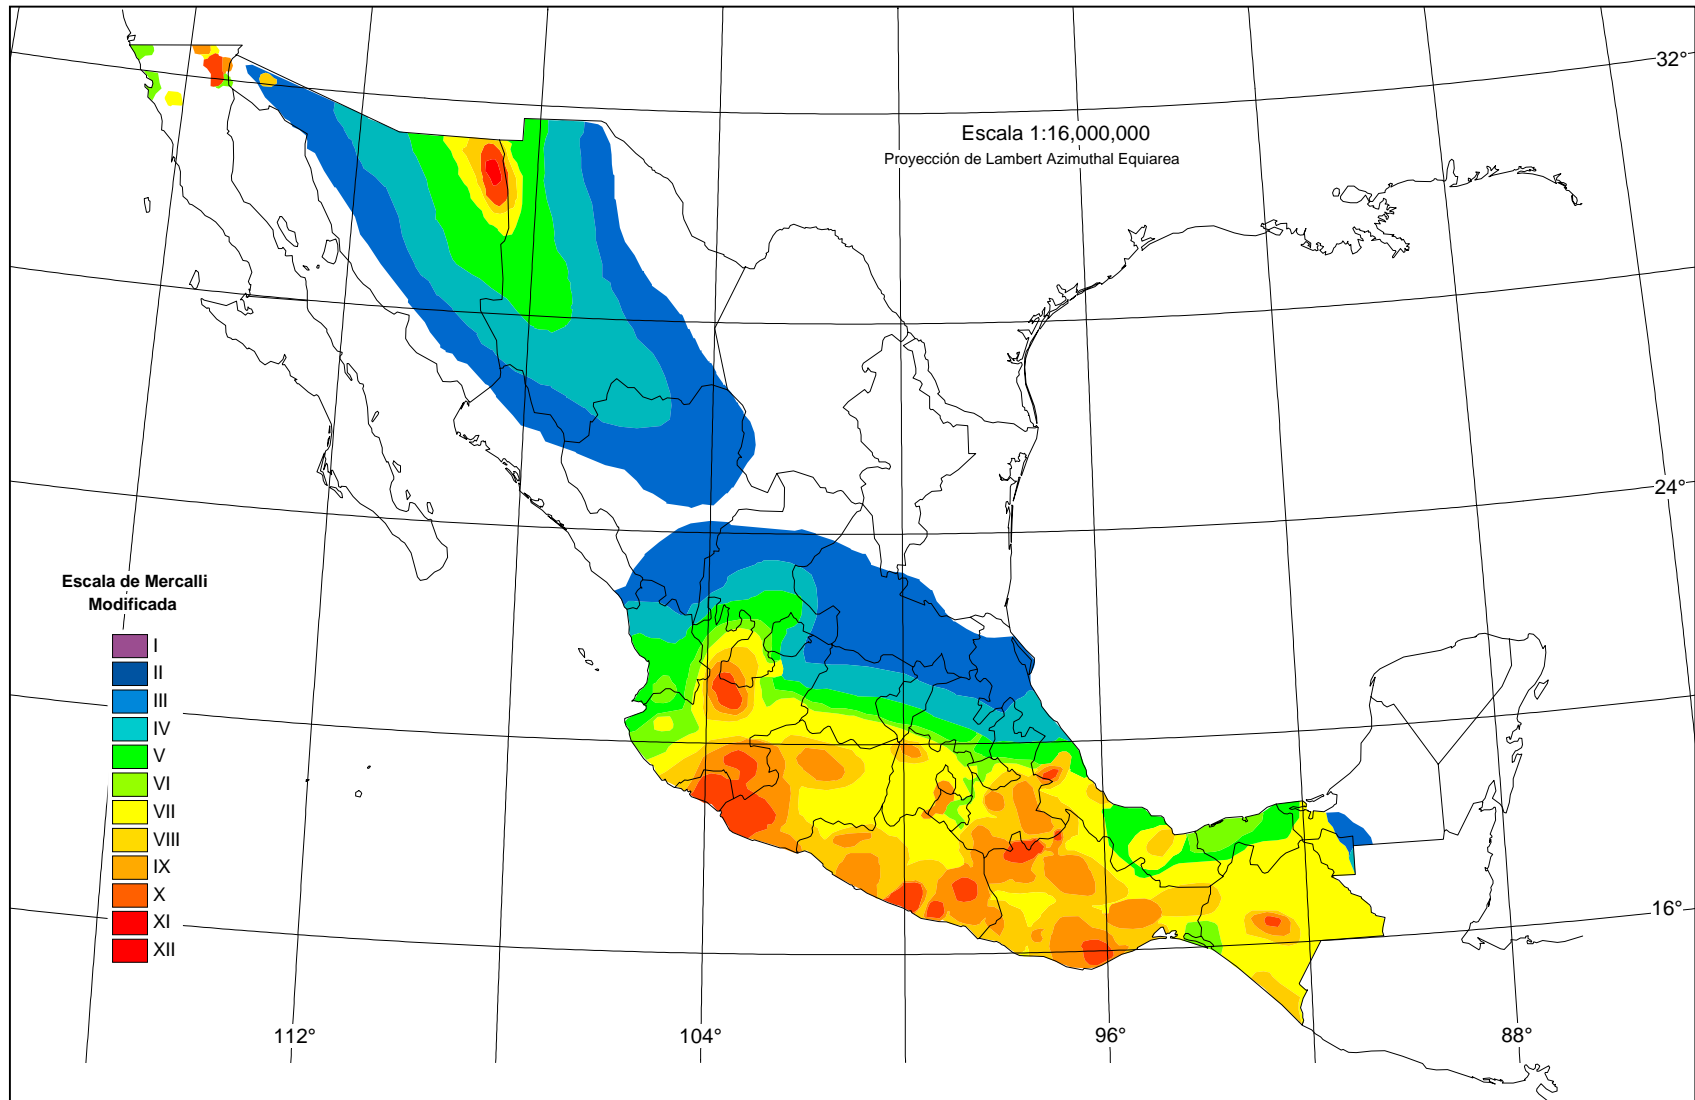 32°
Escala 1:16,000,000
Proyección de Lambert Azimuthal Equiarea
24°
Escala de Mercalli
Modificada
I
II
III
IV
V
VI
VII
VIII
IX
X
XI
XII
16°
112°
104°
96°
88°